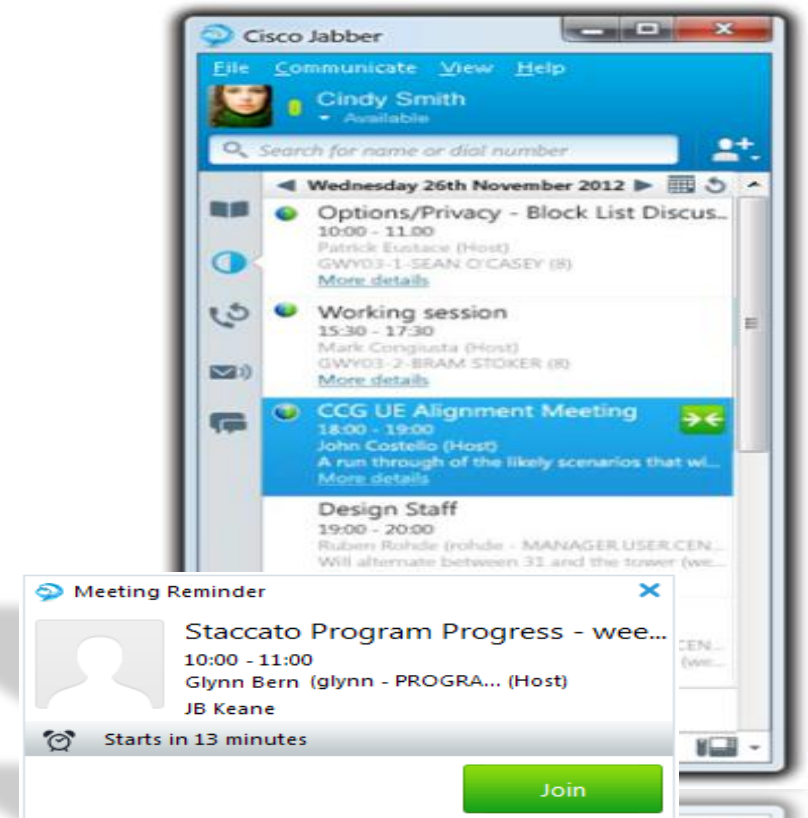 Cisco Jabber
File Communicate View Help
Cindy Smith
Available
Search for name or dial number
Wednesday 26th November 2012
Options/Privacy - Block List Discus..
10:00 - 11.00
Patrick Eustace (Host)
GWY03-1-SEAN O'CASEY (8)
More details
Working session
15:30 - 17:30
Mark Congiusta (Host)
GWY03-2-BRAM STOKER (8)
More details
CCG UE Alignment Meeting
18:00 - 19:00
John Costello (Host)
A run through of the likely scenarios that wi...
More details
Design Staff
19:00 - 20:00
Ruben Rohde (rohde - MANAGER.USER.CEN...
Will alternate between 31 and the tower (we...
CEN...
(we...
Meeting Reminder
Staccato Program Progress - wee...
10:00 - 11:00
Glynn Bern (glynn - PROGRA... (Host)
JB Keane
Starts in 13 minutes
Join